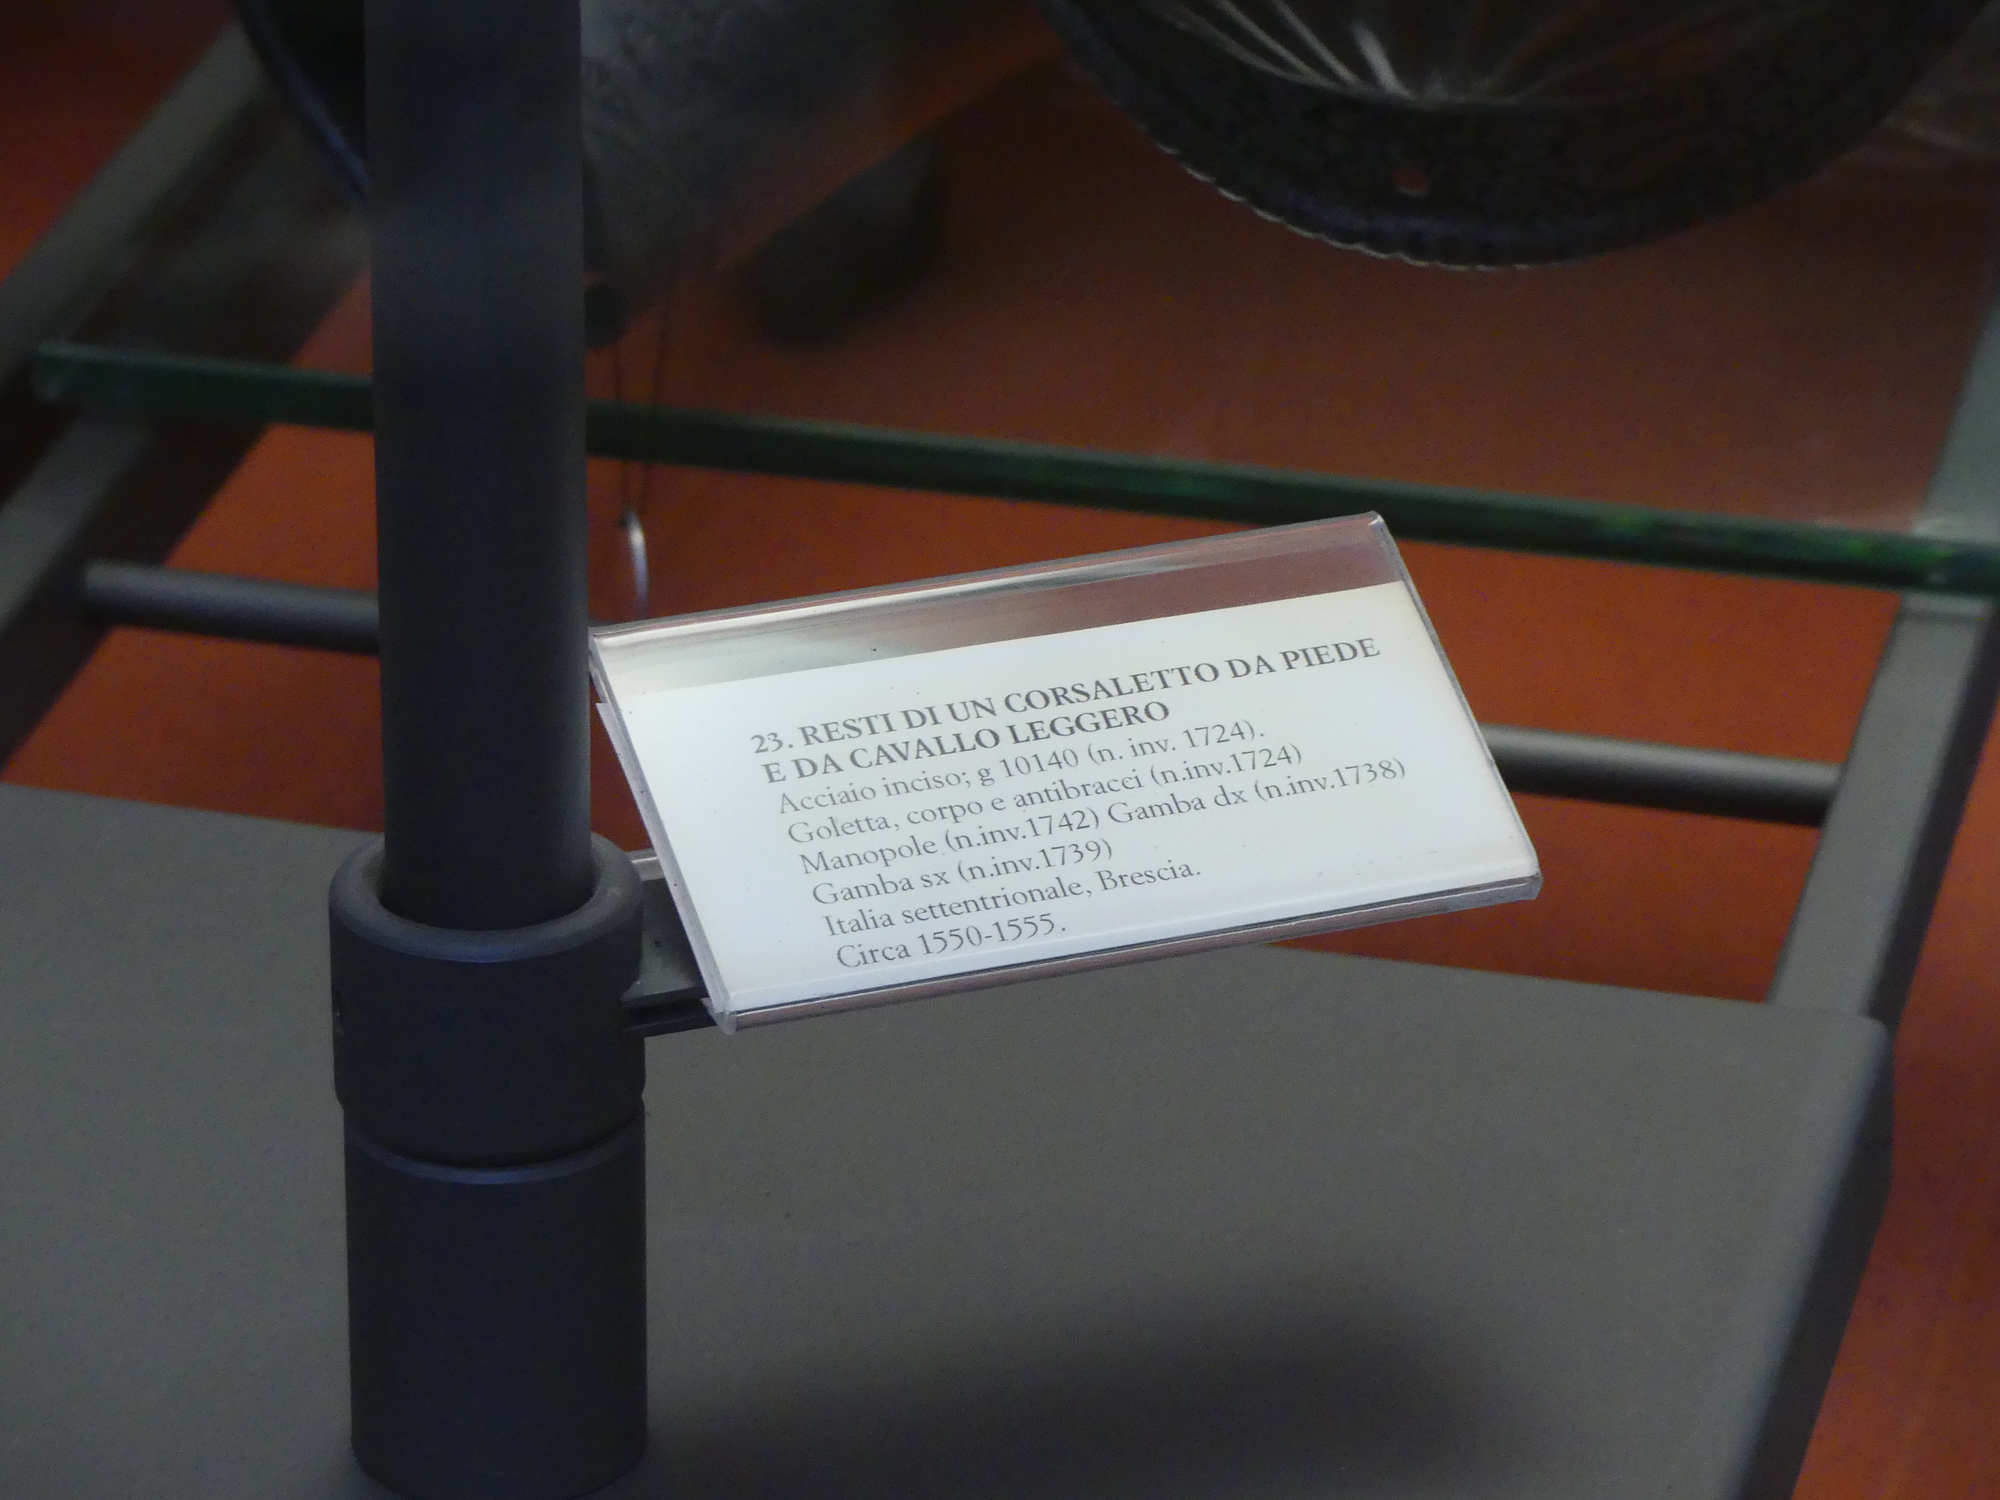 23. RESTI DI UN CORSALETTO DA PIEDE
E DA CAVALLO LEGGERO
Acciaio inciso; g 10140 (n. inv. 1724).
Goletta, corpo e antibracci (n.inv.1724)
Manopole (n.inv.1742) Gamba dx (n.inv.1738)
Gamba sx (n.inv.1739)
Italia settentrionale, Brescia.
Circa 1550-1555.